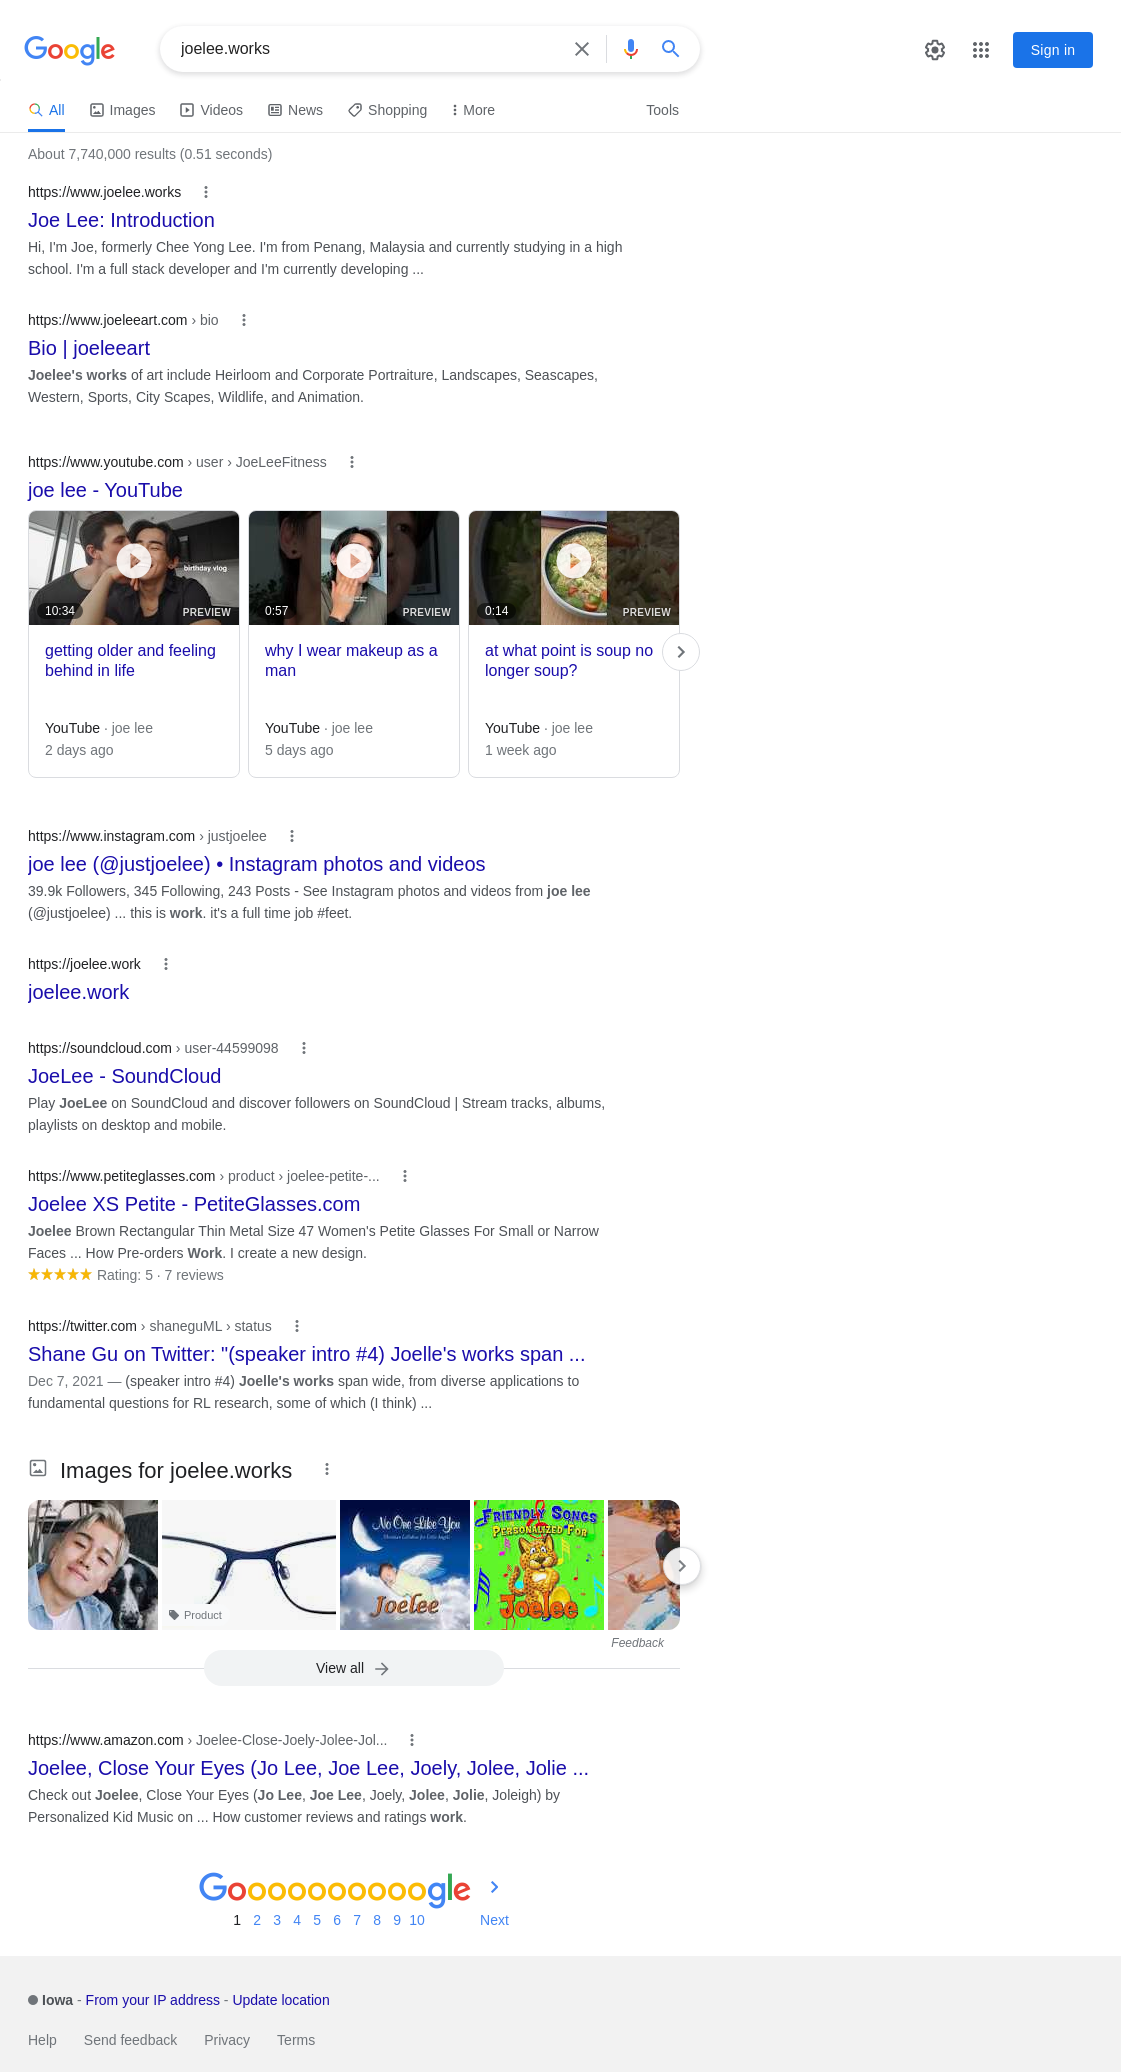 Google
joelee.works
Sign in
All
Images
Videos
News
Shopping
More
Tools
About 7,740,000 results (0.51 seconds)
https://www.joelee.works
Joe Lee: Introduction
Hi, I'm Joe, formerly Chee Yong Lee. I'm from Penang, Malaysia and currently studying in a high
school. I'm a full stack developer and I'm currently developing ...
https://www.joeleeart.com › bio
Bio | joeleeart
Joelee's works of art include Heirloom and Corporate Portraiture, Landscapes, Seascapes,
Western, Sports, City Scapes, Wildlife, and Animation.
https://www.youtube.com › user › JoeLeeFitness
joe lee - YouTube
birthday vlog
10:34
PREVIEW
getting older and feeling
behind in life
YouTube · joe lee
2 days ago
0:57
PREVIEW
why I wear makeup as a
man
YouTube · joe lee
5 days ago
0:14
PREVIEW
at what point is soup no
longer soup?
YouTube · joe lee
1 week ago
https://www.instagram.com › justjoelee
joe lee (@justjoelee) • Instagram photos and videos
39.9k Followers, 345 Following, 243 Posts - See Instagram photos and videos from joe lee
(@justjoelee) ... this is work. it's a full time job #feet.
https://joelee.work
joelee.work
https://soundcloud.com › user-44599098
JoeLee - SoundCloud
Play JoeLee on SoundCloud and discover followers on SoundCloud | Stream tracks, albums,
playlists on desktop and mobile.
https://www.petiteglasses.com › product › joelee-petite-...
Joelee XS Petite - PetiteGlasses.com
Joelee Brown Rectangular Thin Metal Size 47 Women's Petite Glasses For Small or Narrow
Faces ... How Pre-orders Work. I create a new design.
Rating: 5 · 7 reviews
https://twitter.com › shaneguML › status
Shane Gu on Twitter: "(speaker intro #4) Joelle's works span ...
Dec 7, 2021 — (speaker intro #4) Joelle's works span wide, from diverse applications to
fundamental questions for RL research, some of which (I think) ...
Images for joelee.works
Product
No One Like You
Joelee
Friendly Songs
Personalized For
Joelee
Feedback
View all
https://www.amazon.com › Joelee-Close-Joely-Jolee-Jol...
Joelee, Close Your Eyes (Jo Lee, Joe Lee, Joely, Jolee, Jolie ...
Check out Joelee, Close Your Eyes (Jo Lee, Joe Lee, Joely, Jolee, Jolie, Joleigh) by
Personalized Kid Music on ... How customer reviews and ratings work.
Goooooooooogle
1 2 3 4 5 6 7 8 9 10 Next
Iowa - From your IP address - Update location
Help Send feedback Privacy Terms